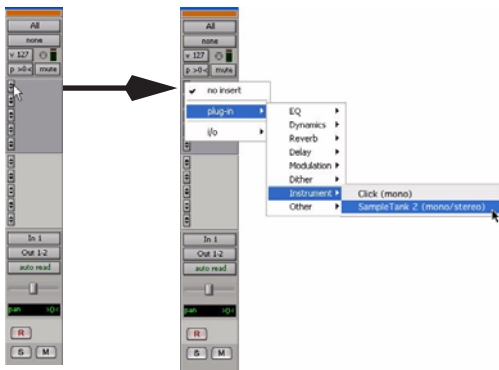 All
none
v 127
p >0< mute
In 1
Out 1-2
auto read
pan >0<
R
S M
All
none
v 127
p >0< mute
no insert
plug-in
i/o
EQ
Dynamics
Reverb
Delay
Modulation
Dither
Instrument
Other
Click (mono)
SampleTank 2 (mono/stereo)
In 1
Out 1-2
auto read
pan >0<
R
S M